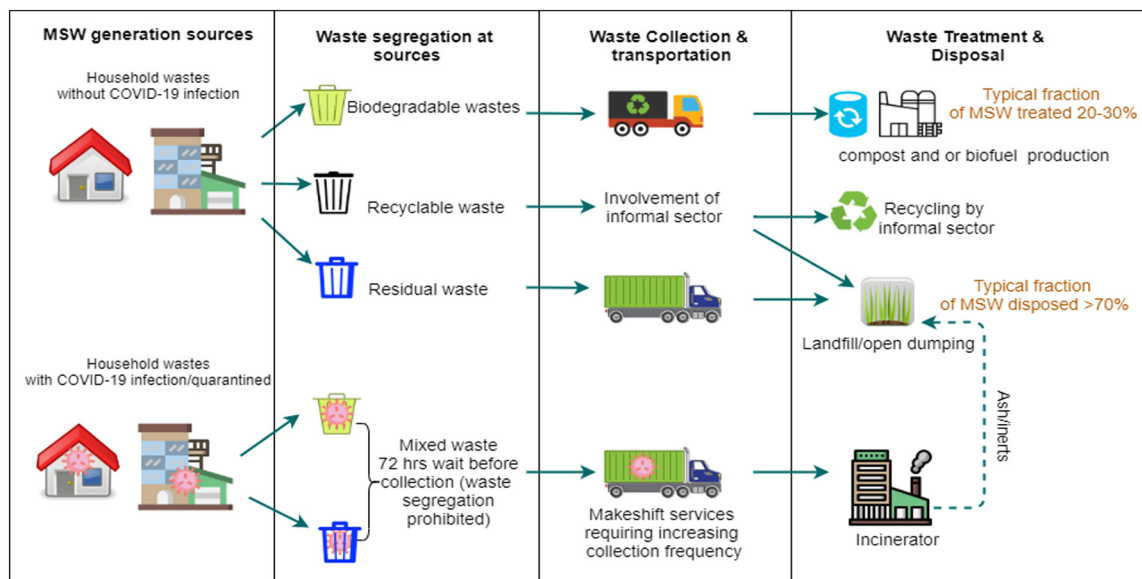 MSW generation sources
Household wastes
without COVID-19 infection
Household wastes
with COVID-19 infection/quarantined
Waste segregation at
sources
Biodegradable wastes
Recyclable waste
Residual waste
Mixed waste
72 hrs wait before
collection (waste
segregation
prohibited)
Waste Collection &
transportation
Involvement of
informal sector
Makeshift services
requiring increasing
collection frequency
Waste Treatment &
Disposal
Typical fraction
of MSW treated 20-30%
compost and or biofuel production
Recycling by
informal sector
Typical fraction
of MSW disposed >70%
Landfill/open dumping
Ash/inerts
Incinerator